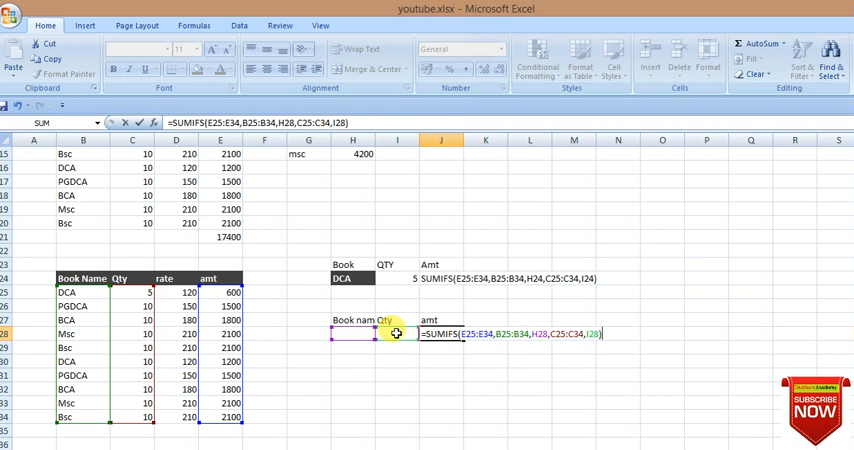 youtube.xlsx - Microsoft Excel
Home Insert Page Layout Formulas Data Review View
Cut
Copy
Format Painter
Paste
11
Wrap Text
Merge & Center
General
Conditional Formatting
Format as Table
Cell Styles
Insert Delete Format
AutoSum
Fill
Clear
Sort & Filter
Find & Select
Clipboard Font Alignment Number Styles Cells Editing
SUM =SUMIFS(E25:E34,B25:B34,H28,C25:C34,I28)
A B C D E F G H I J K L M N O P Q R S
15 Bsc 10 210 2100 msc 4200
16 DCA 10 120 1200
17 PGDCA 10 150 1500
18 BCA 10 180 1800
19 Msc 10 210 2100
20 Bsc 10 210 2100
21 17400
22
23 Book QTY Amt
24 Book Name Qty rate amt DCA 5 SUMIFS(E25:E34,B25:B34,H24,C25:C34,I24)
25 DCA 5 120 600
26 PGDCA 10 150 1500
27 BCA 10 180 1800 Book nam Qty amt
28 Msc 10 210 2100 =SUMIFS(E25:E34,B25:B34,H28,C25:C34,I28)
29 Bsc 10 210 2100
30 DCA 10 120 1200
31 PGDCA 10 150 1500
32 BCA 10 180 1800
33 Msc 10 210 2100
34 Bsc 10 210 2100
35
36
SUBSCRIBE
NOW